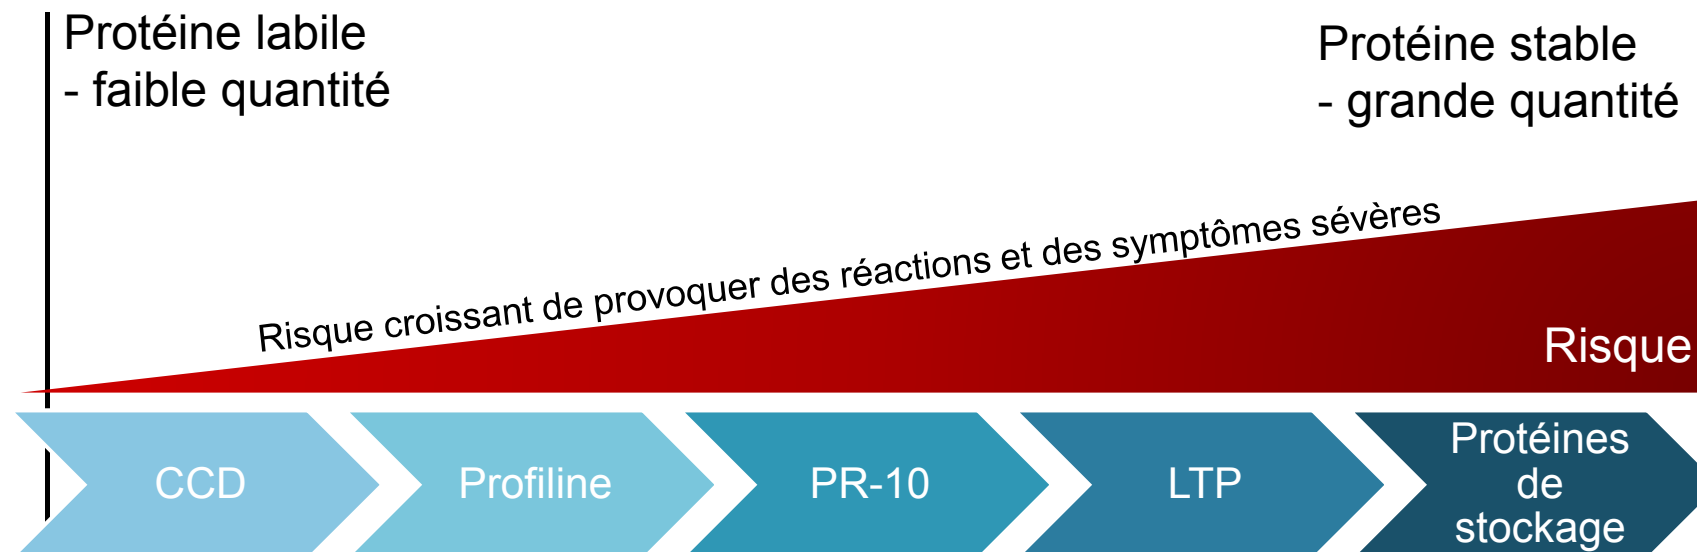 Protéine labile
- faible quantité
Protéine stable
- grande quantité
Risque croissant de provoquer des réactions et des symptômes sévères
Risque
CCD
Profiline
PR-10
LTP
Protéines
de
stockage